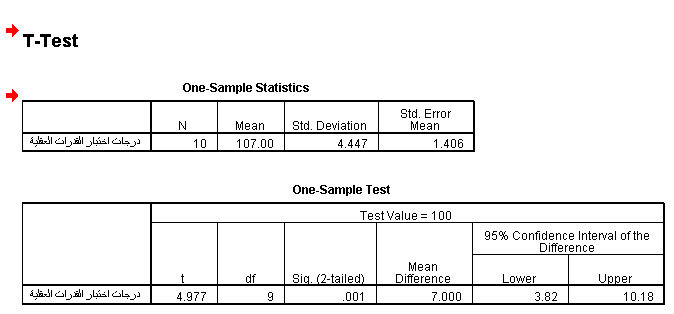 T-Test
One-Sample Statistics
N Mean Std. Deviation Std. Error Mean
درجات اختبار القدرات العقلية 10 107.00 4.447 1.406
One-Sample Test
Test Value = 100
95% Confidence Interval of the Difference
t df Sig. (2-tailed) Mean Difference Lower Upper
درجات اختبار القدرات العقلية 4.977 9 .001 7.000 3.82 10.18